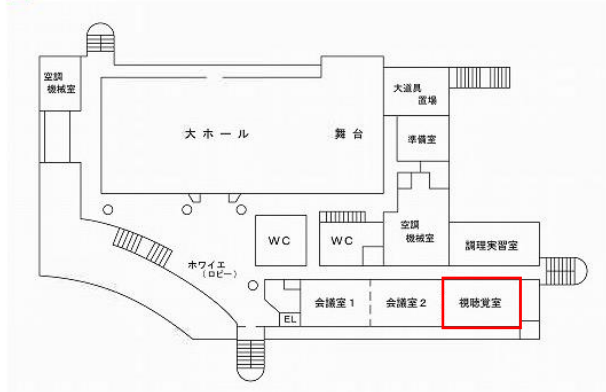 空調
機械室
大道具
置場
大ホール
舞台
準備室
WC
WC
空調
機械室
調理実習室
ホワイエ
(ロビー)
EL
会議室1
会議室2
視聴覚室